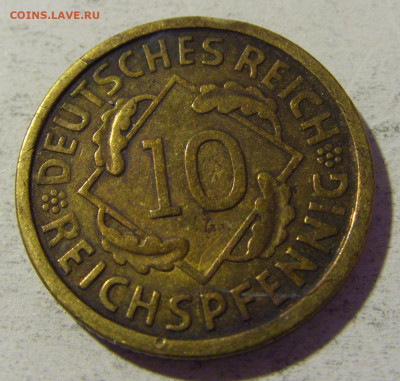 COINS.LAVE.RU
DEUTSCHES REICH
10
REICHSPFENNIG